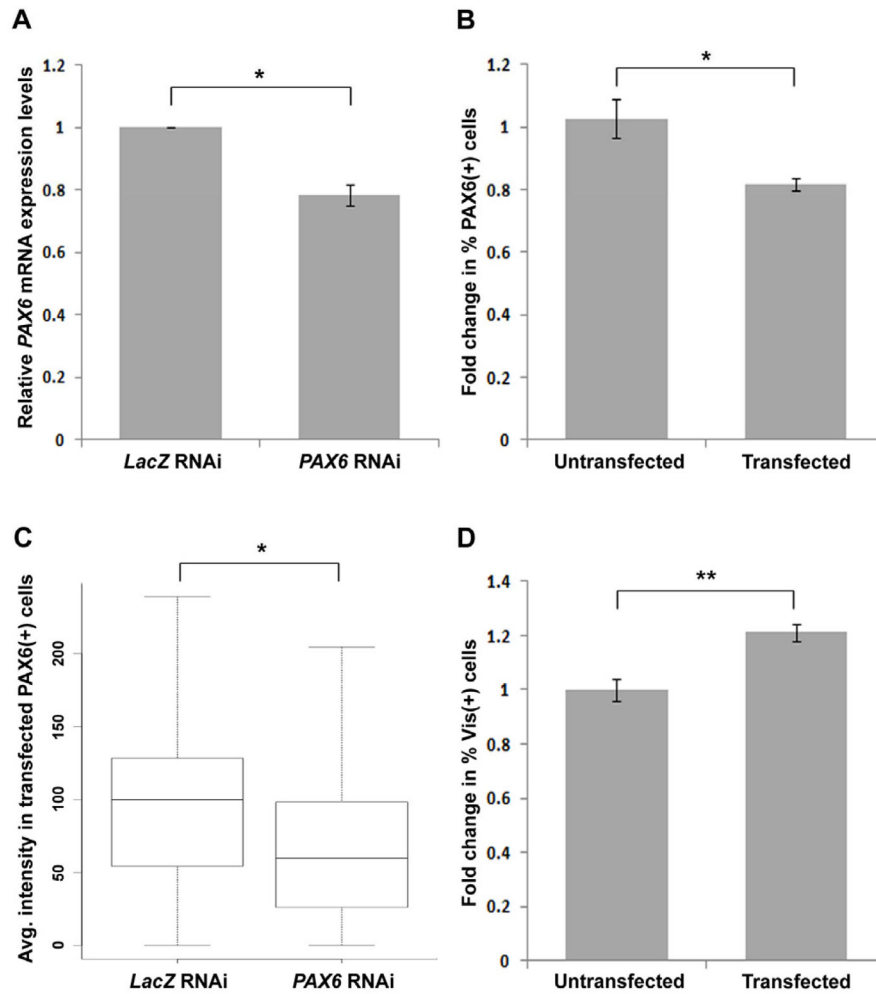 A
Relative PAX6 mRNA expression levels
1.2
1
0.8
0.6
0.4
0.2
0
*
LacZ RNAi
PAX6 RNAi
B
Fold change in % PAX6(+) cells
1.2
1
0.8
0.6
0.4
0.2
0
*
Untransfected
Transfected
C
Avg. intensity in transfected PAX6(+) cells
200
150
100
50
0
*
LacZ RNAi
PAX6 RNAi
D
Fold change in % Vis(+) cells
1.4
1.2
1
0.8
0.6
0.4
0.2
0
**
Untransfected
Transfected